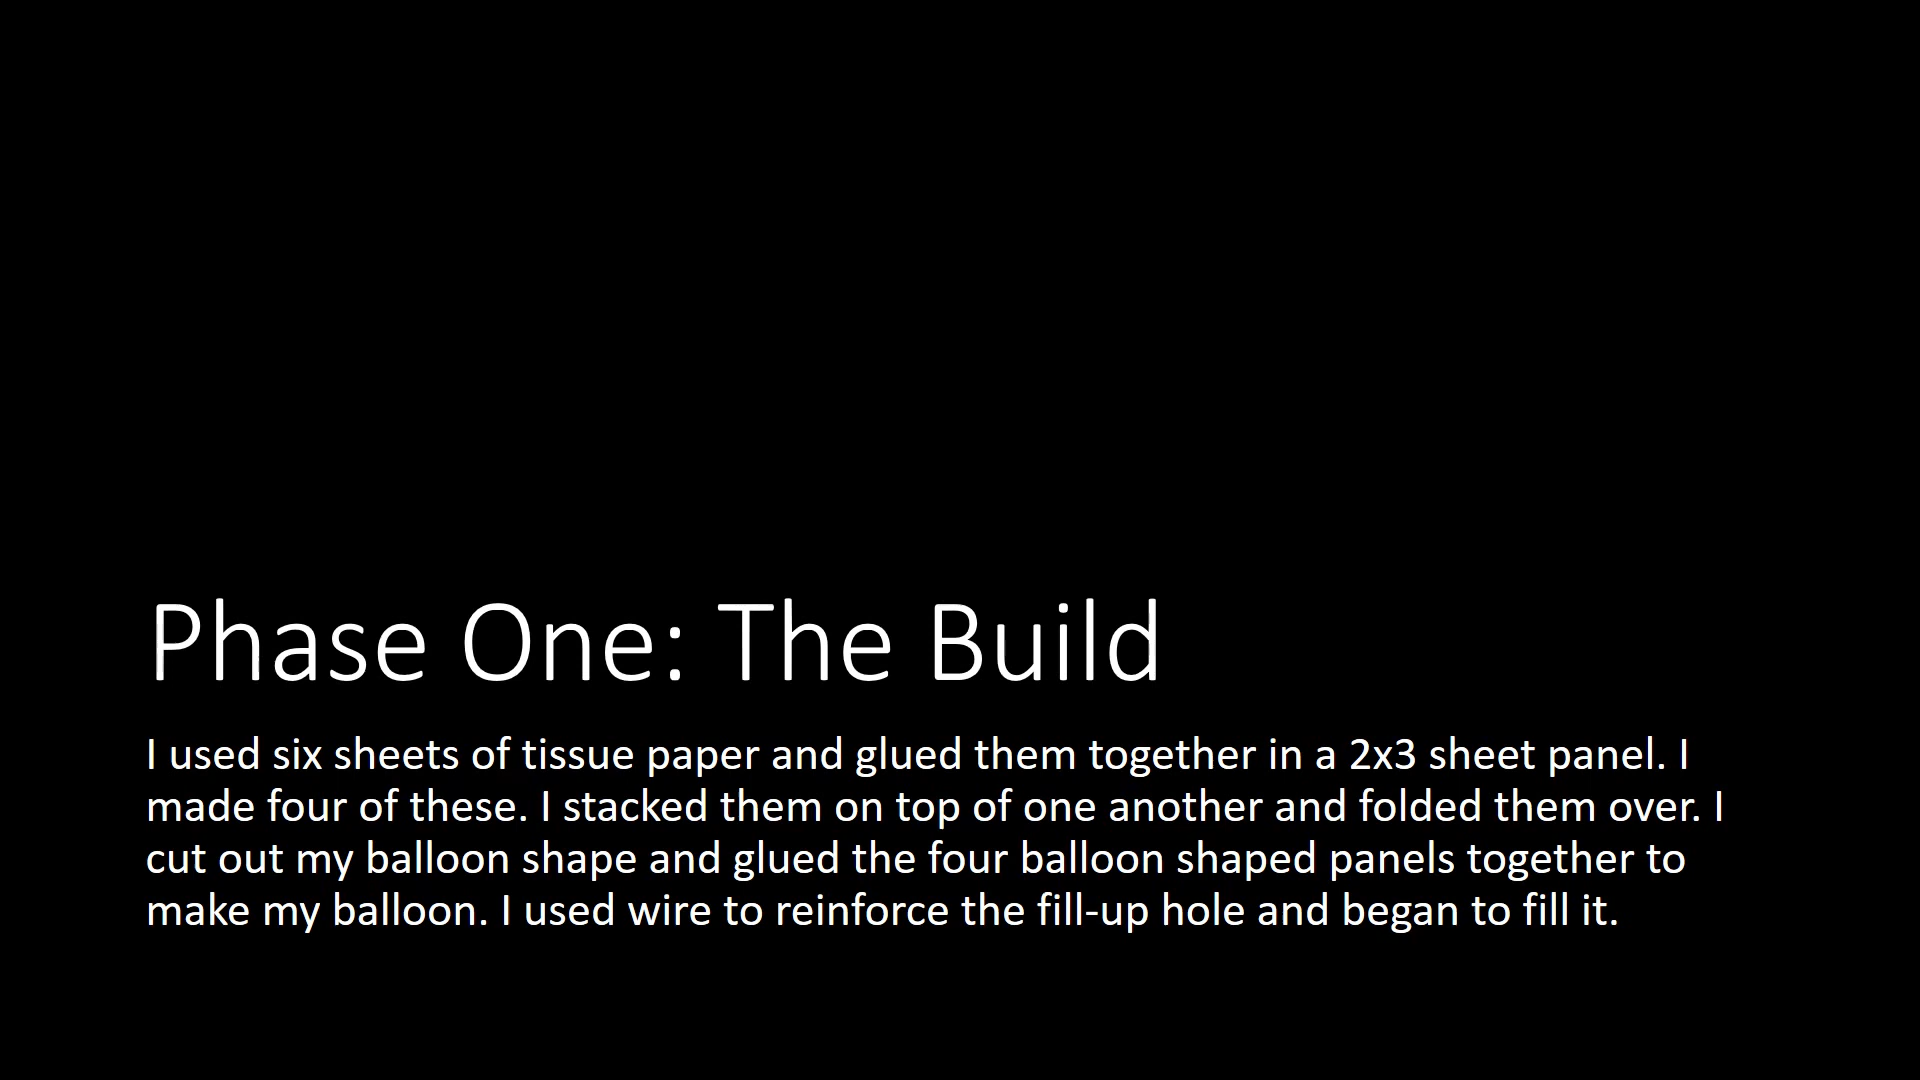 Phase One: The Build
I used six sheets of tissue paper and glued them together in a 2x3 sheet panel. I
made four of these. I stacked them on top of one another and folded them over. I
cut out my balloon shape and glued the four balloon shaped panels together to
make my balloon. I used wire to reinforce the fill-up hole and began to fill it.